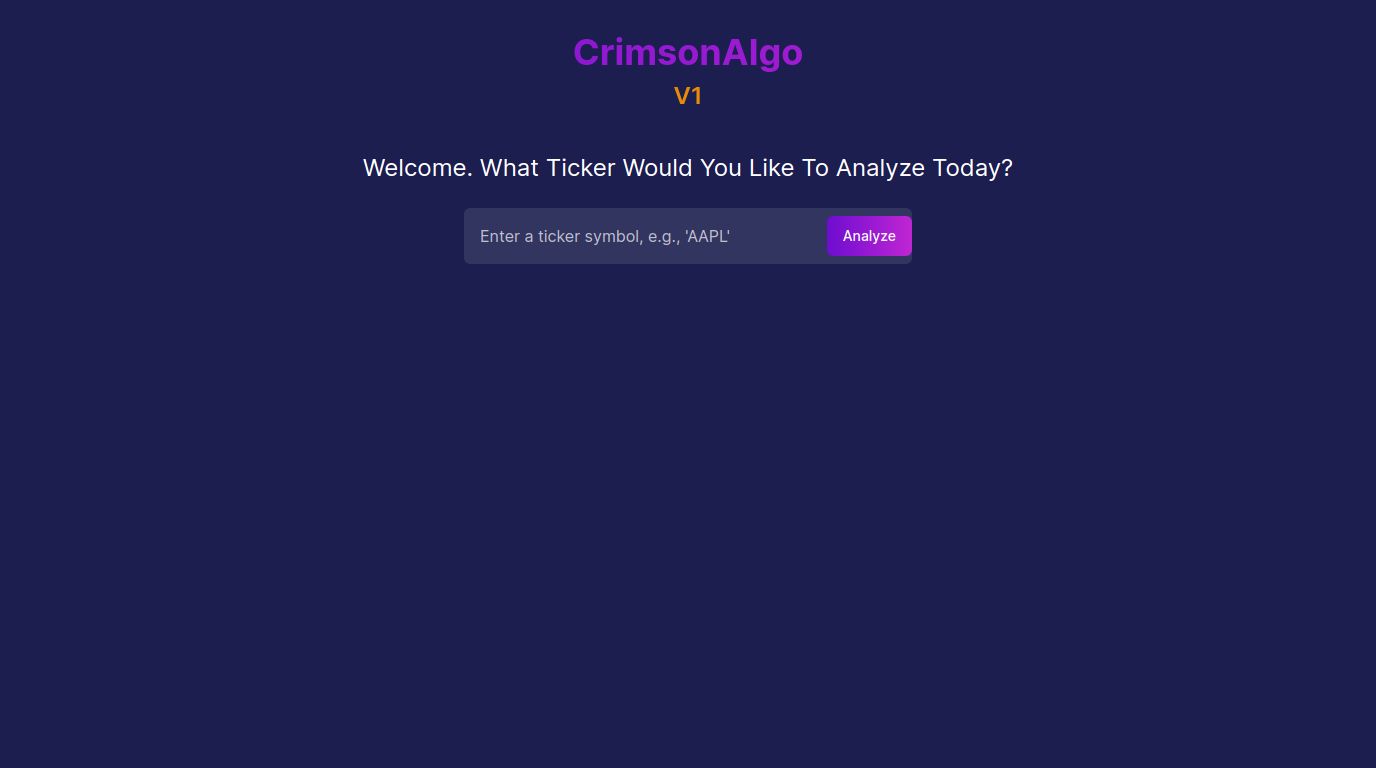 CrimsonAlgo
V1
Welcome. What Ticker Would You Like To Analyze Today?
Enter a ticker symbol, e.g., 'AAPL'
Analyze